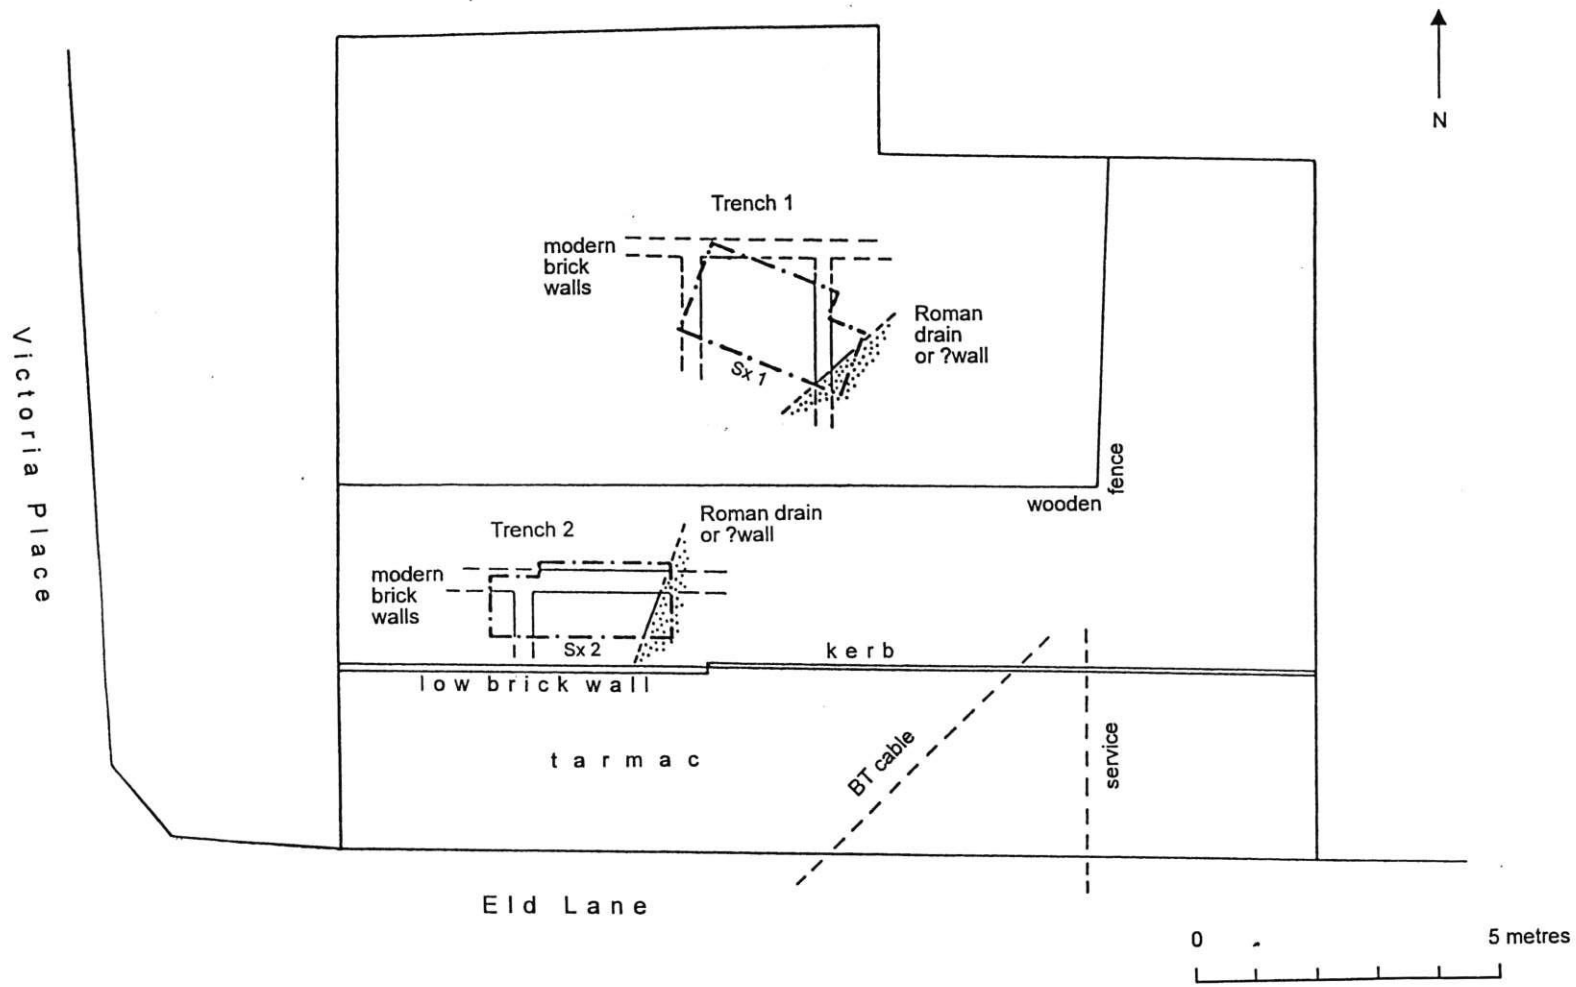 N
Trench 1
modern
brick
walls
Roman
drain
or ?wall
Sx 1
Victoria Place
fence
wooden
Trench 2
Roman drain
or ?wall
modern
brick
walls
Sx 2
kerb
low brick wall
tarmac
BT cable
service
Eld Lane
0 5 metres